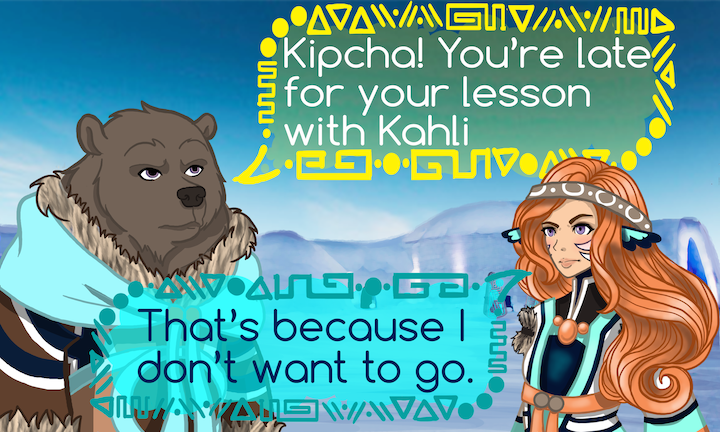 Kipcha! You're late
for your lesson
with Kahli
That's because I
don't want to go.